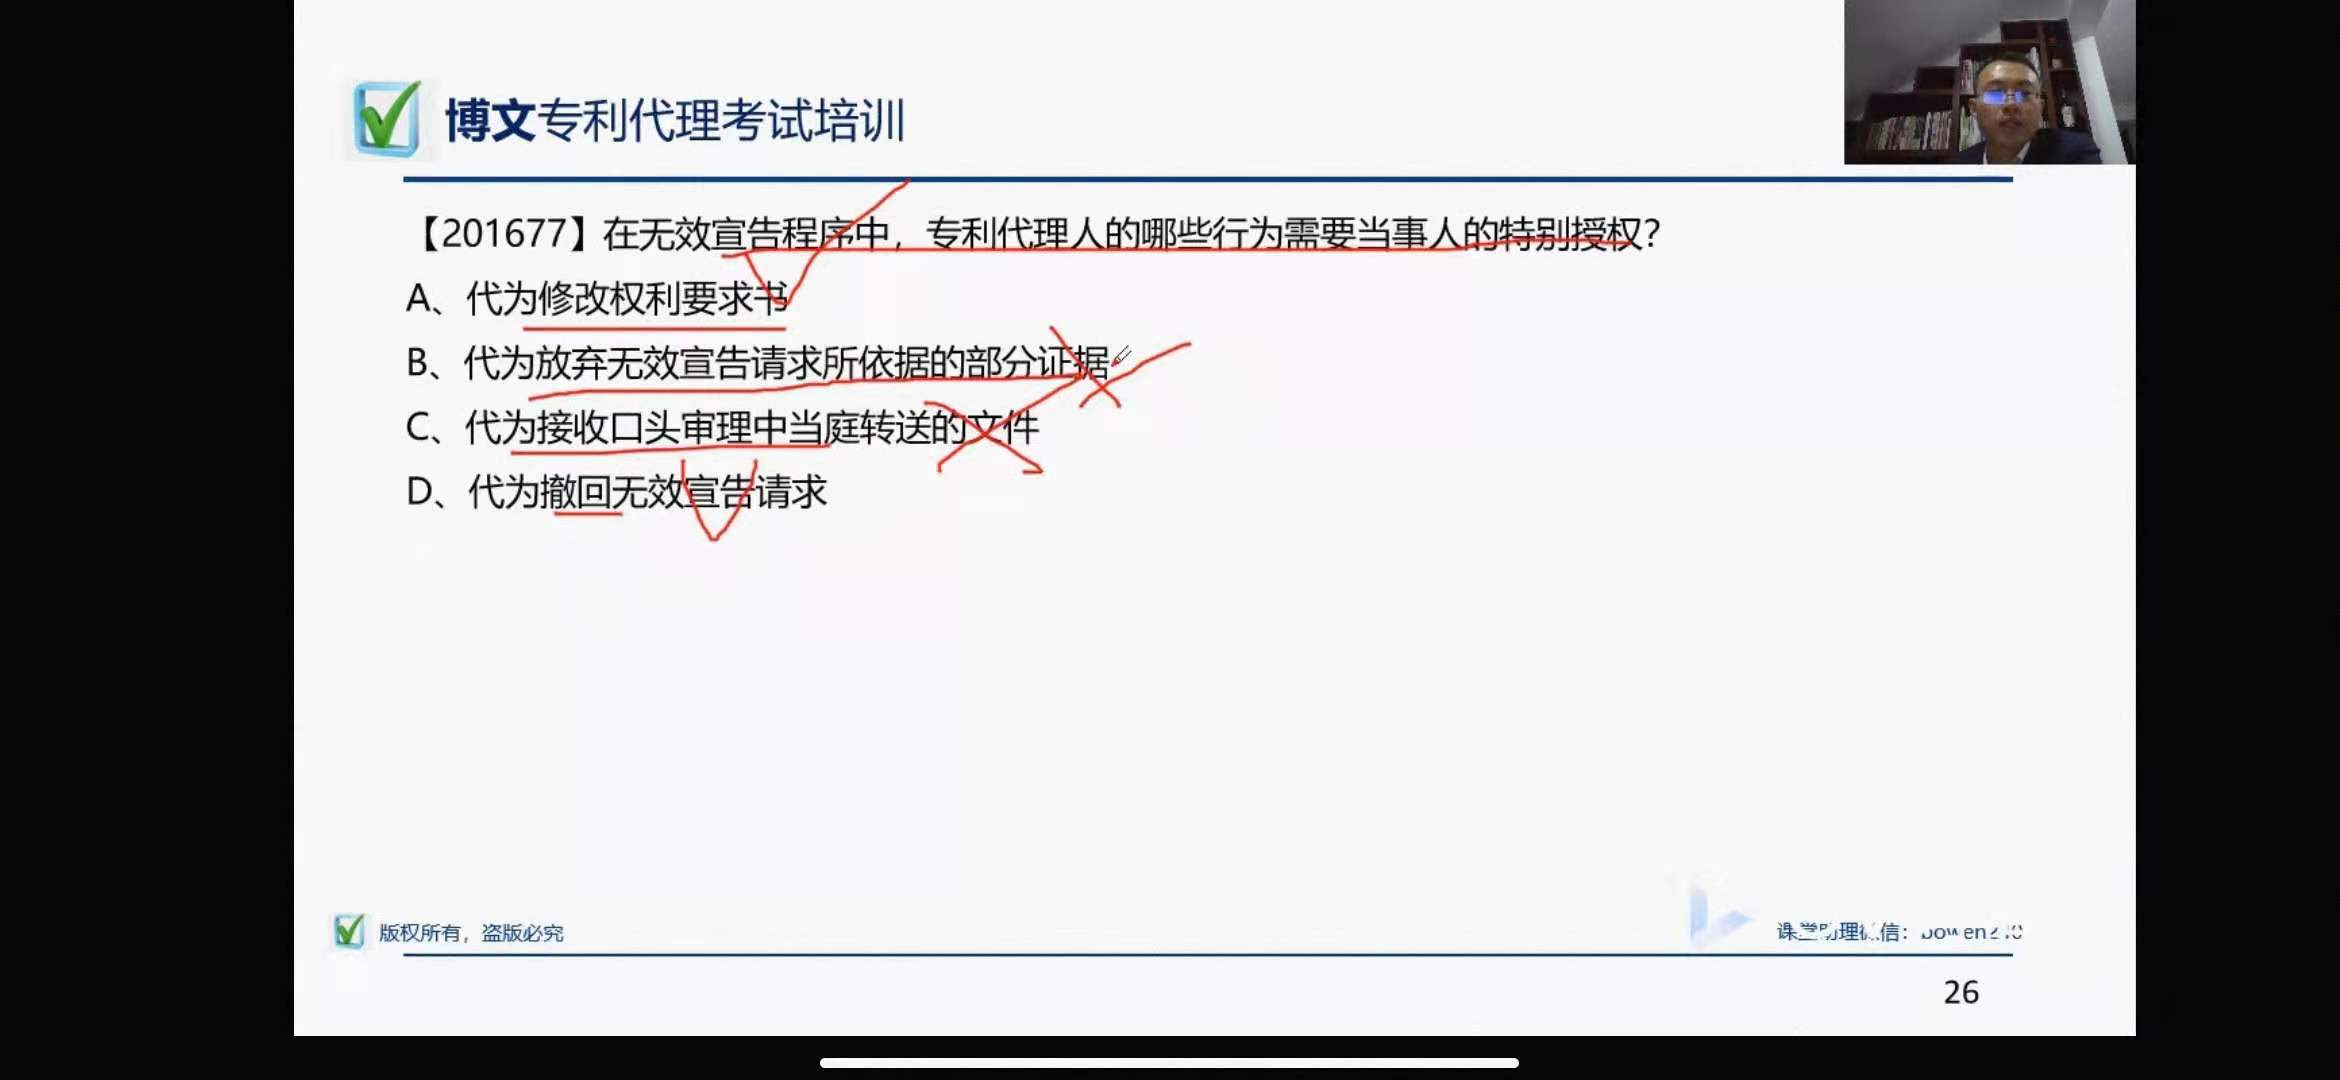 博文专利代理考试培训
【201677】在无效宣告程序中，专利代理人的哪些行为需要当事人的特别授权？
A、代为修改权利要求书
B、代为放弃无效宣告请求所依据的部分证据
C、代为接收口头审理中当庭转送的文件
D、代为撤回无效宣告请求
版权所有，盗版必究
课堂助理微信：
26